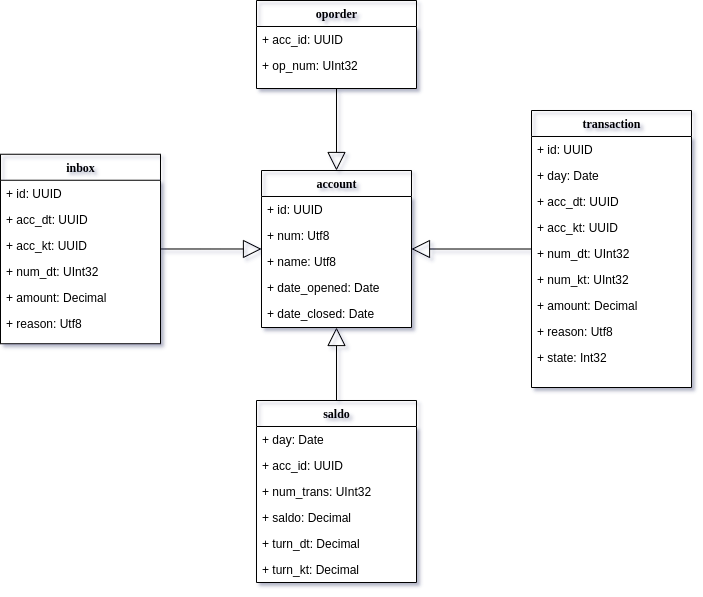 oporder
+ acc_id: UUID
+ op_num: UInt32
transaction
+ id: UUID
+ day: Date
+ acc_dt: UUID
+ acc_kt: UUID
+ num_dt: UInt32
+ num_kt: UInt32
+ amount: Decimal
+ reason: Utf8
+ state: Int32
inbox
+ id: UUID
+ acc_dt: UUID
+ acc_kt: UUID
+ num_dt: UInt32
+ amount: Decimal
+ reason: Utf8
account
+ id: UUID
+ num: Utf8
+ name: Utf8
+ date_opened: Date
+ date_closed: Date
saldo
+ day: Date
+ acc_id: UUID
+ num_trans: UInt32
+ saldo: Decimal
+ turn_dt: Decimal
+ turn_kt: Decimal